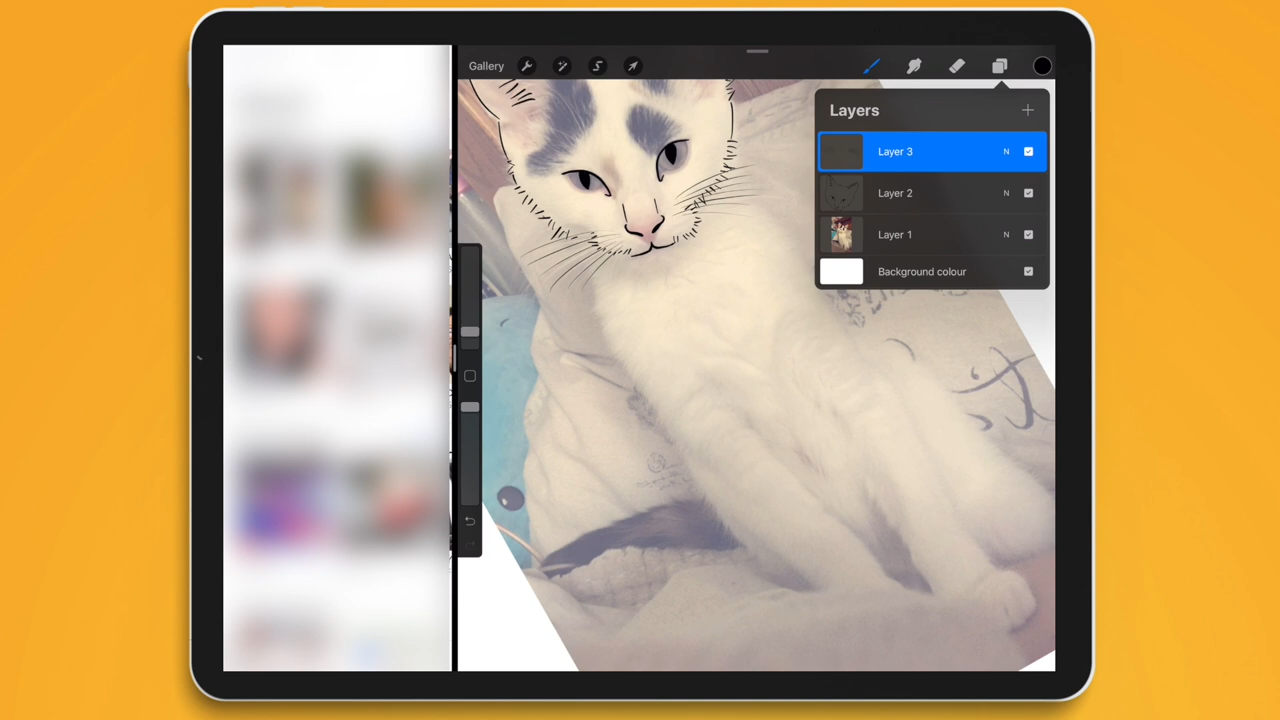 Gallery
Layers
Layer 3 N
Layer 2 N
Layer 1 N
Background colour